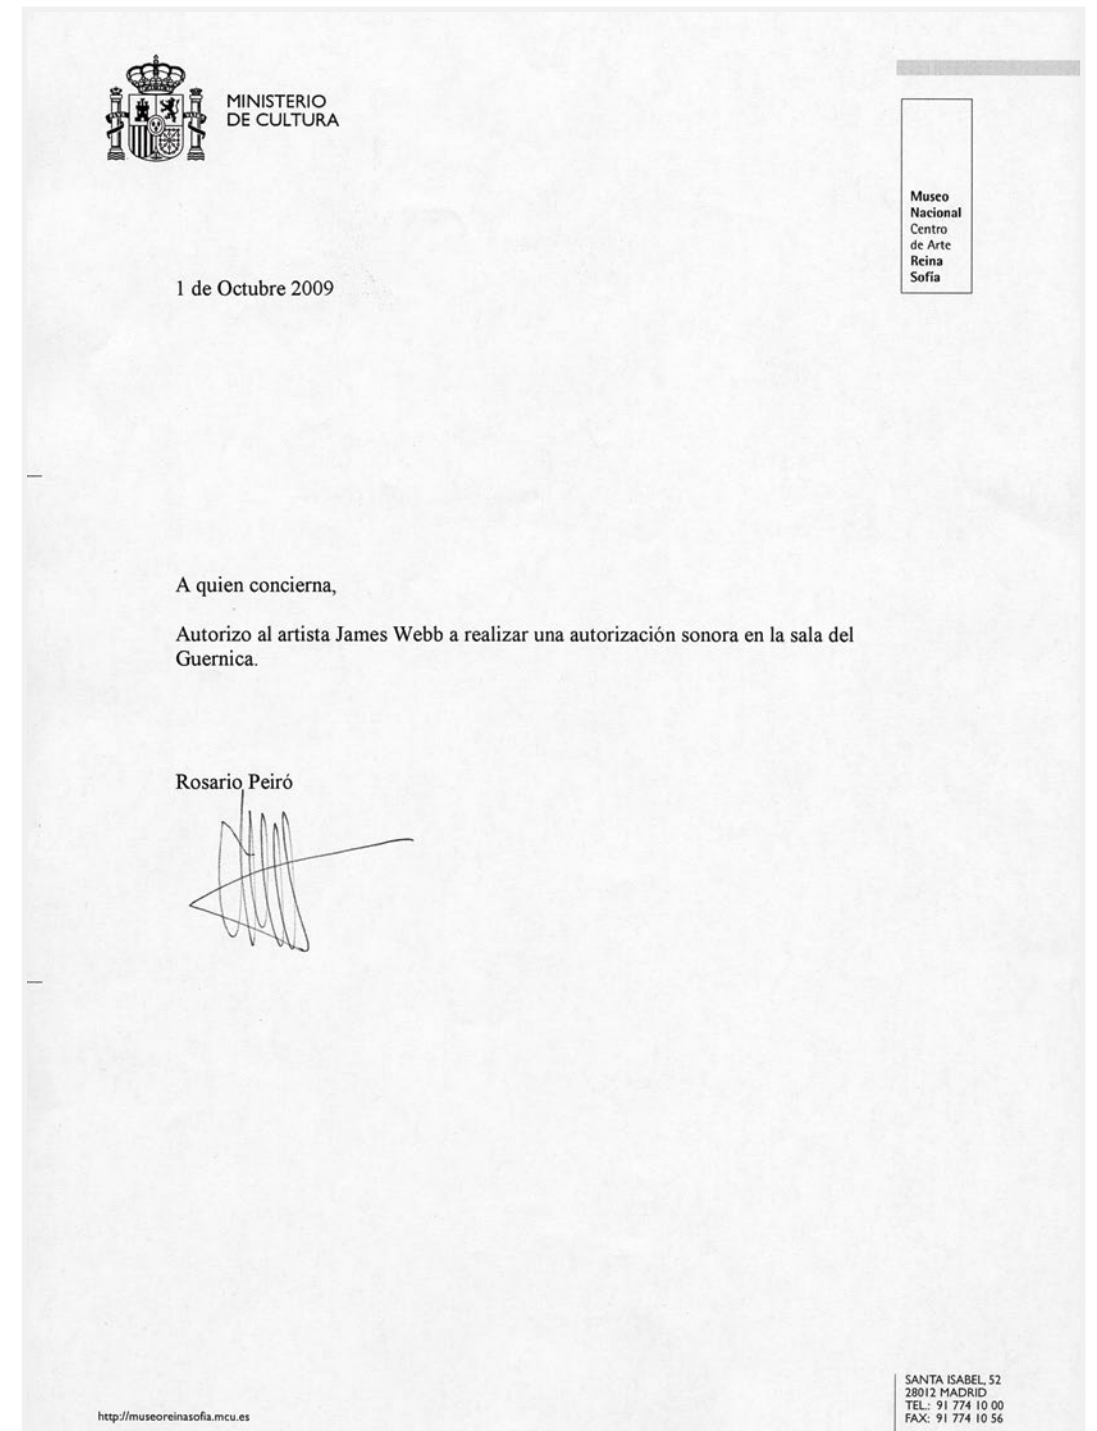 MINISTERIO
DE CULTURA
Museo
Nacional
Centro
de Arte
Reina
Sofía
1 de Octubre 2009
A quien concierna,
Autorizo al artista James Webb a realizar una autorización sonora en la sala del
Guernica.
Rosario Peiró
http://museoreinasofia.mcu.es
SANTA ISABEL, 52
28012 MADRID
TEL.: 91 774 10 00
FAX: 91 774 10 56